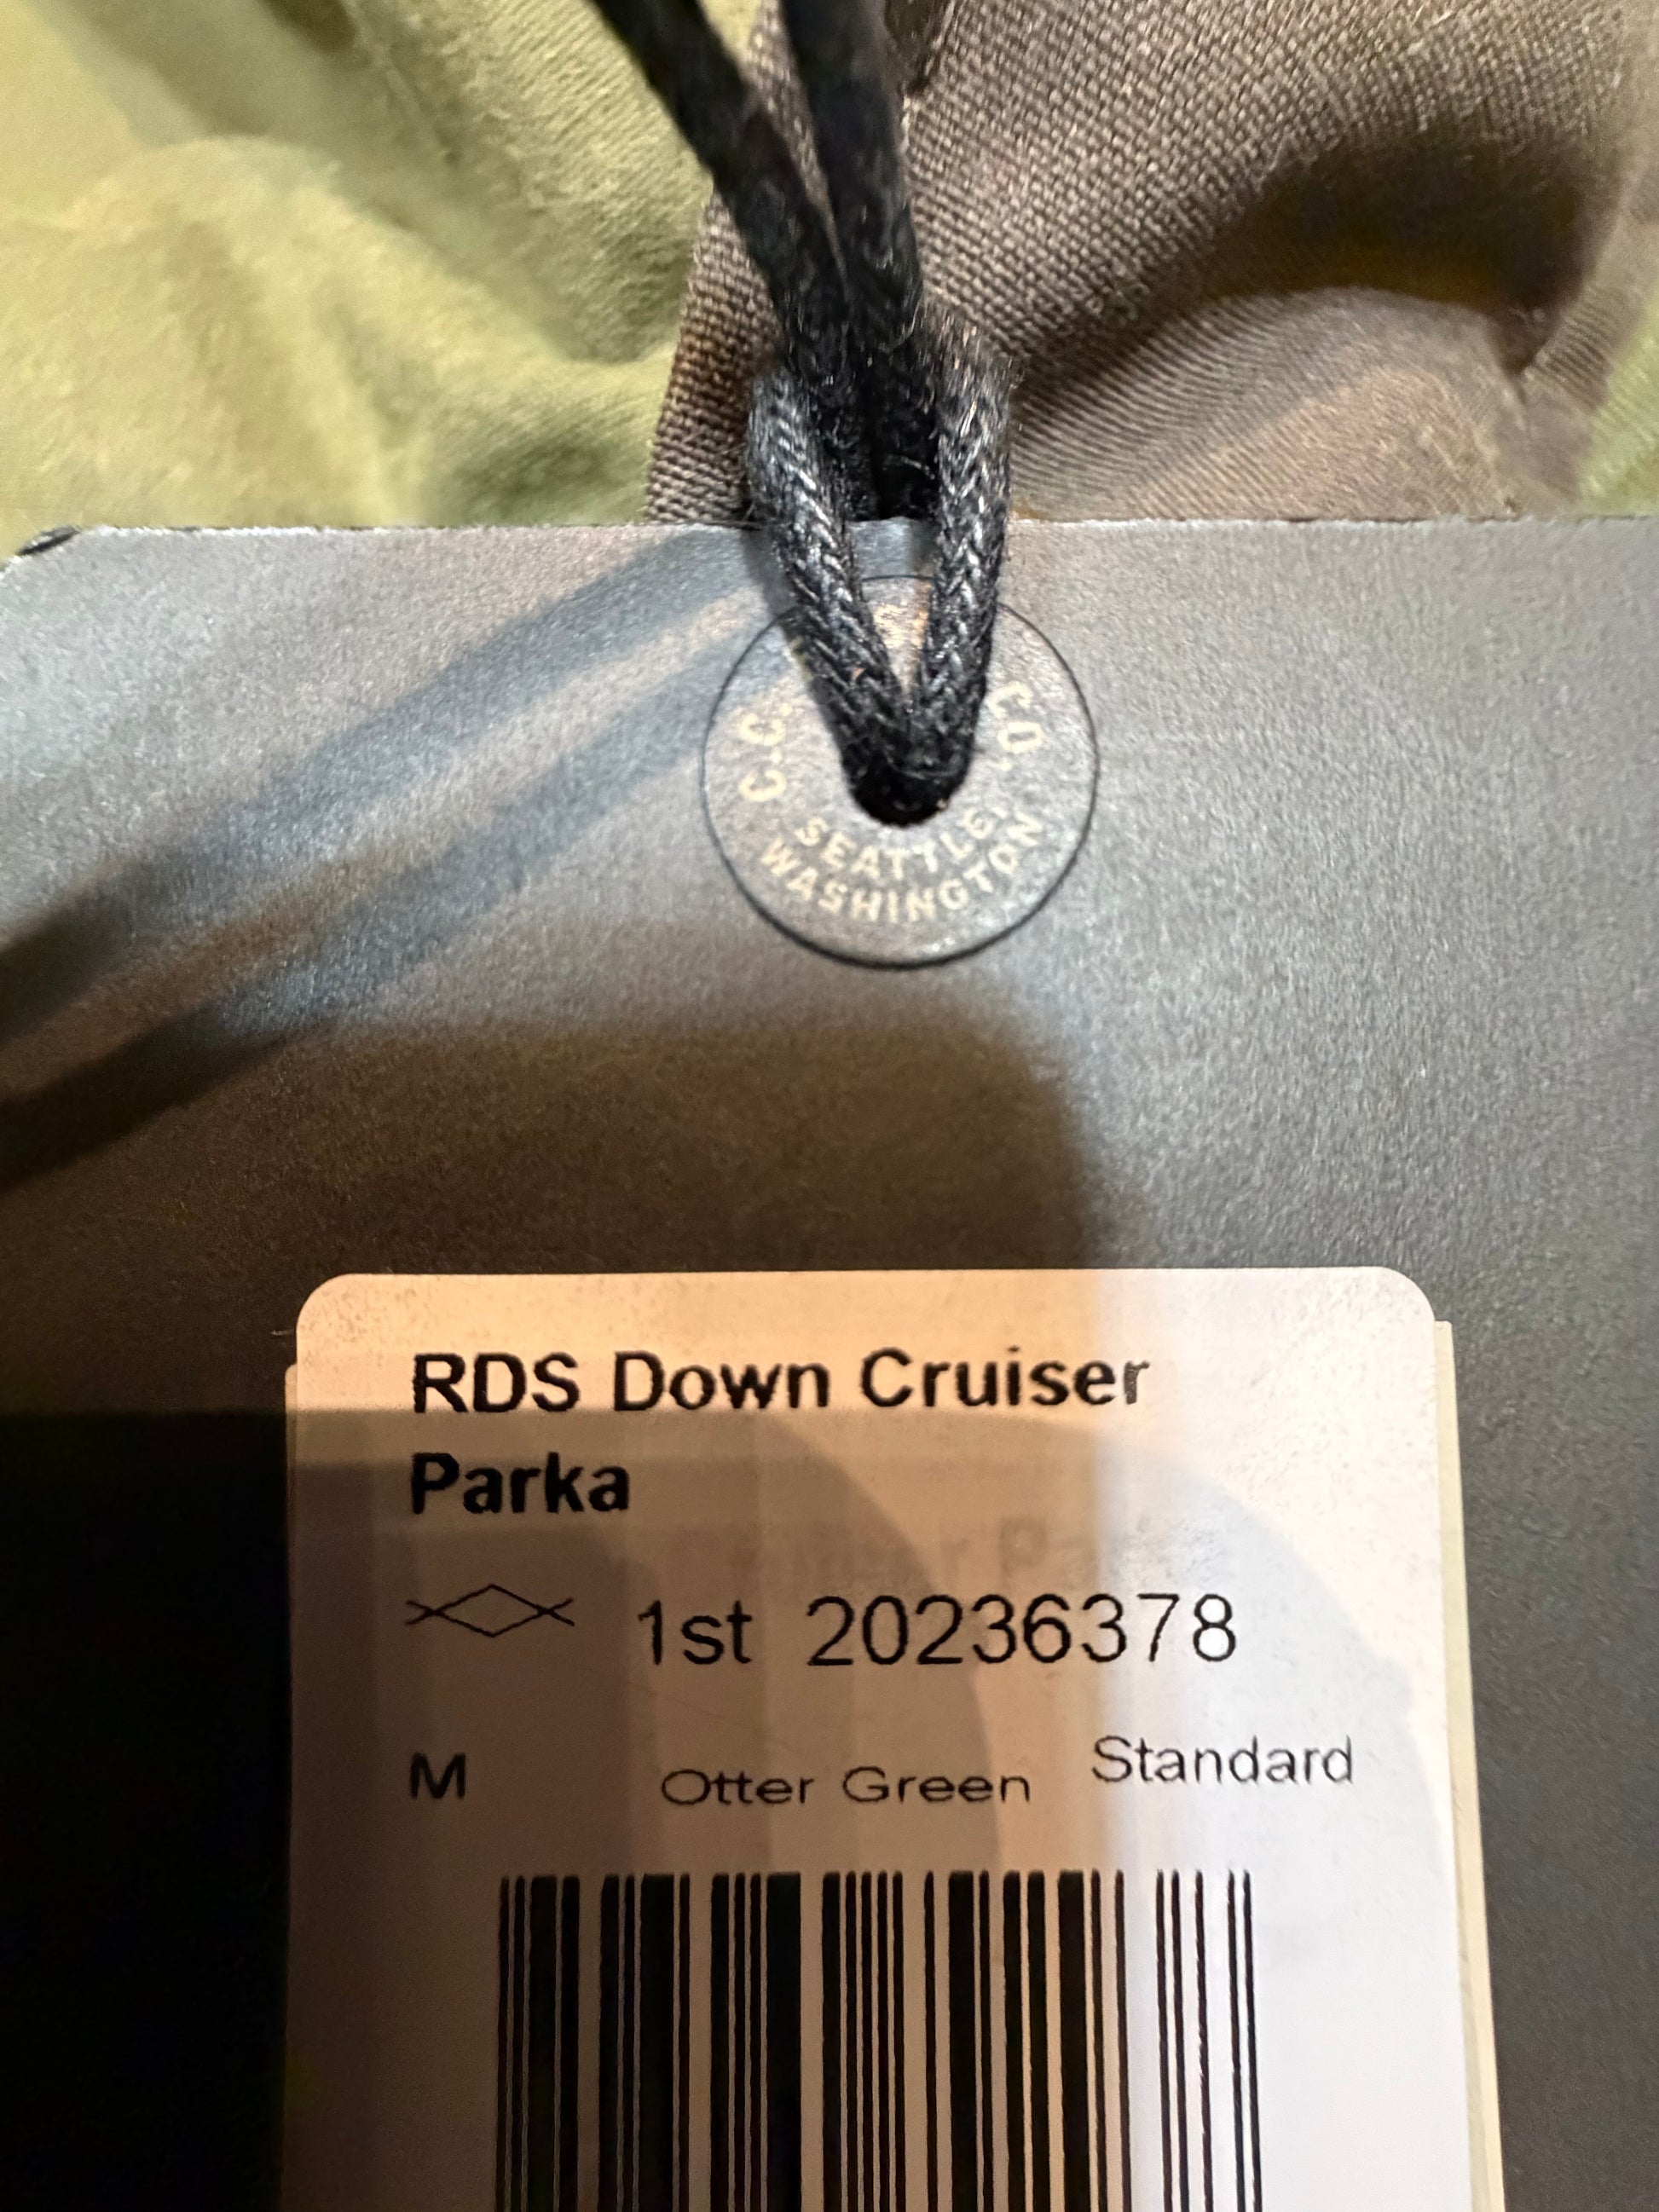 C.C. CO.
SEATTLE,
WASHINGTON
RDS Down Cruiser
Parka
1st 20236378
M Otter Green Standard